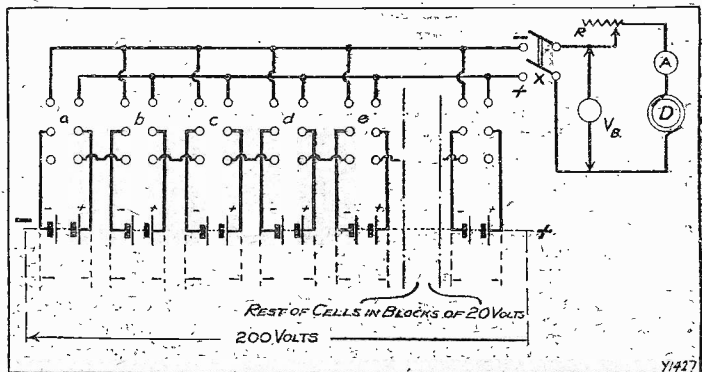 R
A
D
V_B.
X
−
+
a b c d e
− + − + − + − + − + − +
− +
REST OF CELLS IN BLOCKS OF 20 VOLTS
200 VOLTS
Y1427